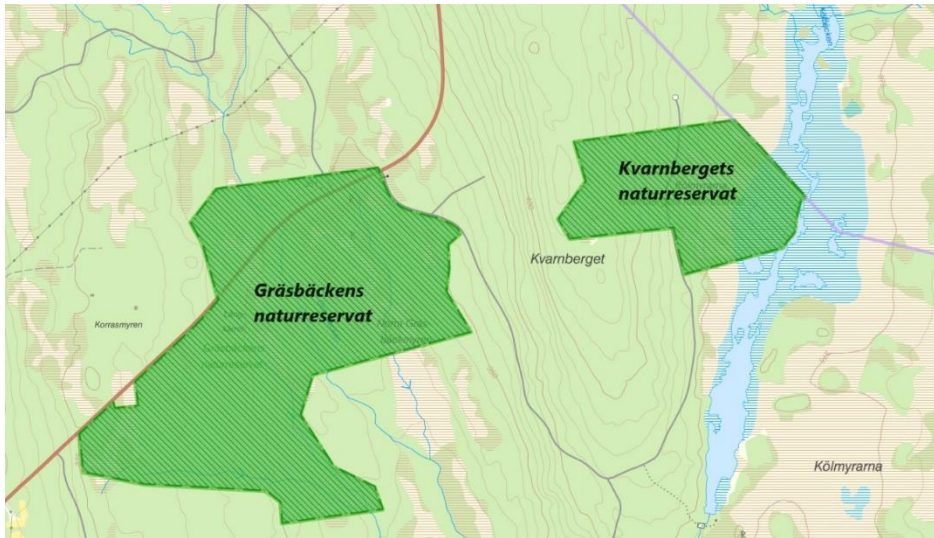 Kvarnbergets
naturreservat
Kvarnberget
Gräsbäckens
naturreservat
Korrasmyren
Kölmyrarna